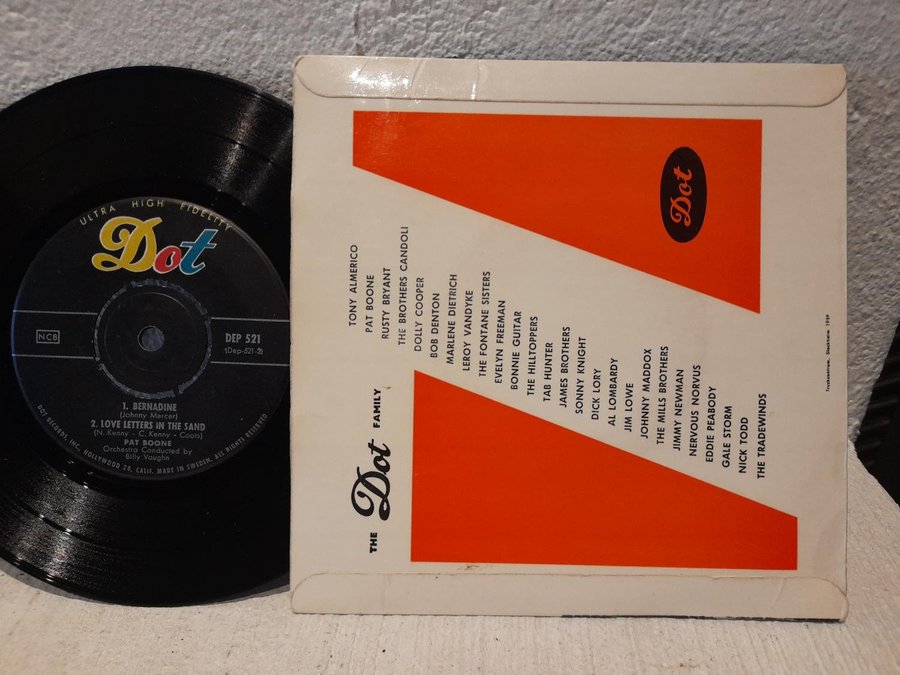 ULTRA HIGH FIDELITY
Dot
NCB
DEP 521
(Dep-521-2)
1. BERNADINE
(Johnny Mercer)
2. LOVE LETTERS IN THE SAND
(N. Kenny - C. Kenny - Coots)
PAT BOONE
Orchestra Conducted by
Billy Vaughn
DOT RECORDS, INC., HOLLYWOOD 28, CALIF. MADE IN SWEDEN. ALL RIGHTS RESERVED
THE Dot FAMILY
TONY ALMERICO
PAT BOONE
RUSTY BRYANT
THE BROTHERS CANDOLI
DOLLY COOPER
BOB DENTON
MARLENE DIETRICH
LEROY VANDYKE
THE FONTANE SISTERS
EVELYN FREEMAN
BONNIE GUITAR
THE HILLTOPPERS
TAB HUNTER
JAMES BROTHERS
SONNY KNIGHT
DICK LORY
AL LOMBARDY
JIM LOWE
JOHNNY MADDOX
THE MILLS BROTHERS
JIMMY NEWMAN
NERVOUS NORVUS
EDDIE PEABODY
GALE STORM
NICK TODD
THE TRADEWINDS
Dot